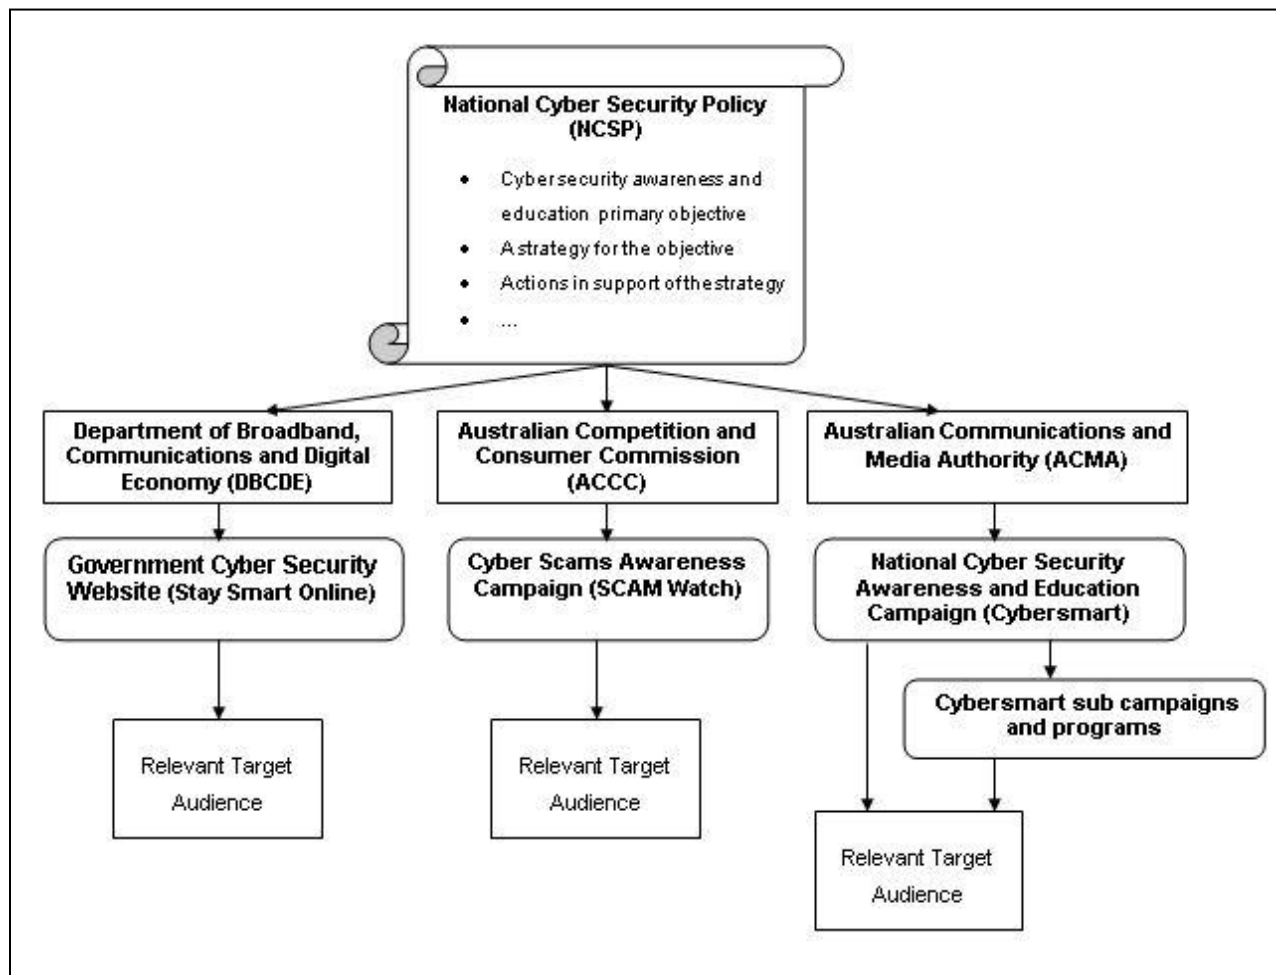 National Cyber Security Policy
(NCSP)
• Cyber security awareness and
education primary objective
• A strategy for the objective
• Actions in support of the strategy
• ...
Department of Broadband,
Communications and Digital
Economy (DBCDE)
Australian Competition and
Consumer Commission
(ACCC)
Australian Communications and
Media Authority (ACMA)
Government Cyber Security
Website (Stay Smart Online)
Cyber Scams Awareness
Campaign (SCAM Watch)
National Cyber Security
Awareness and Education
Campaign (Cybersmart)
Cybersmart sub campaigns
and programs
Relevant Target
Audience
Relevant Target
Audience
Relevant Target
Audience